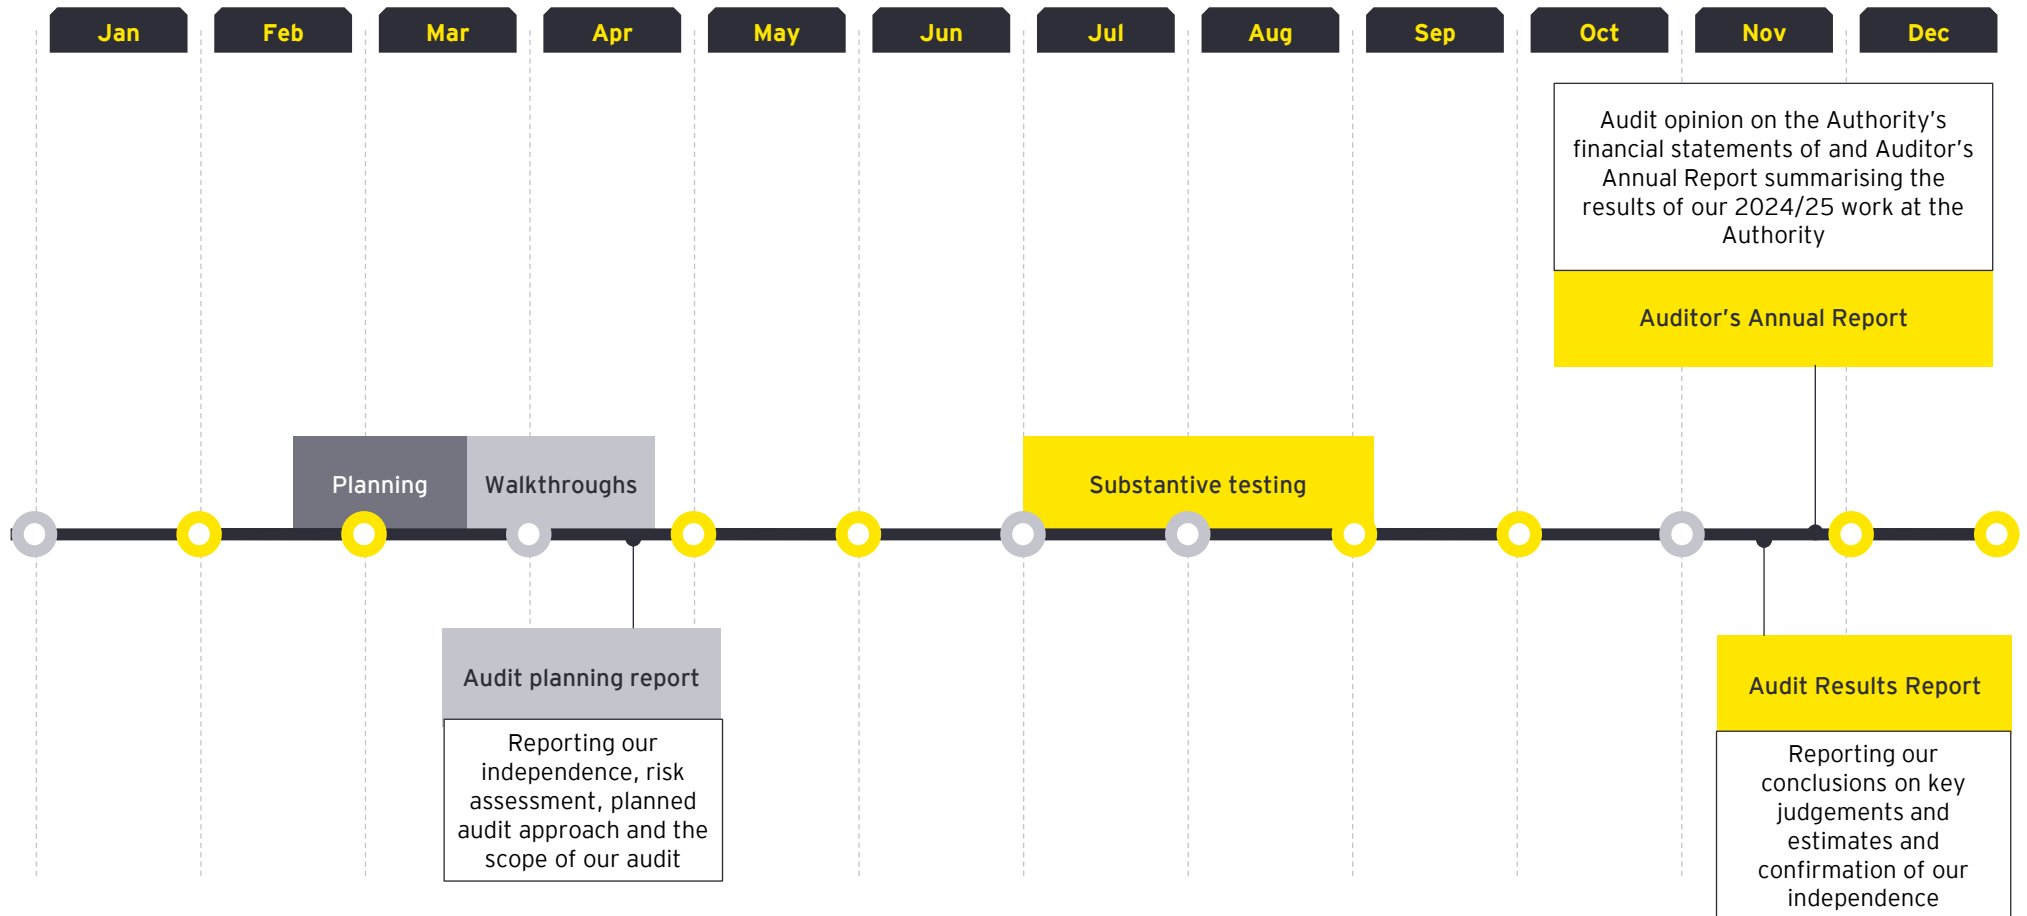 Jan Feb Mar Apr May Jun Jul Aug Sep Oct Nov Dec
Audit opinion on the Authority's
financial statements of and Auditor's
Annual Report summarising the
results of our 2024/25 work at the
Authority
Auditor's Annual Report
Planning
Walkthroughs
Substantive testing
Audit planning report
Reporting our
independence, risk
assessment, planned
audit approach and the
scope of our audit
Audit Results Report
Reporting our
conclusions on key
judgements and
estimates and
confirmation of our
independence